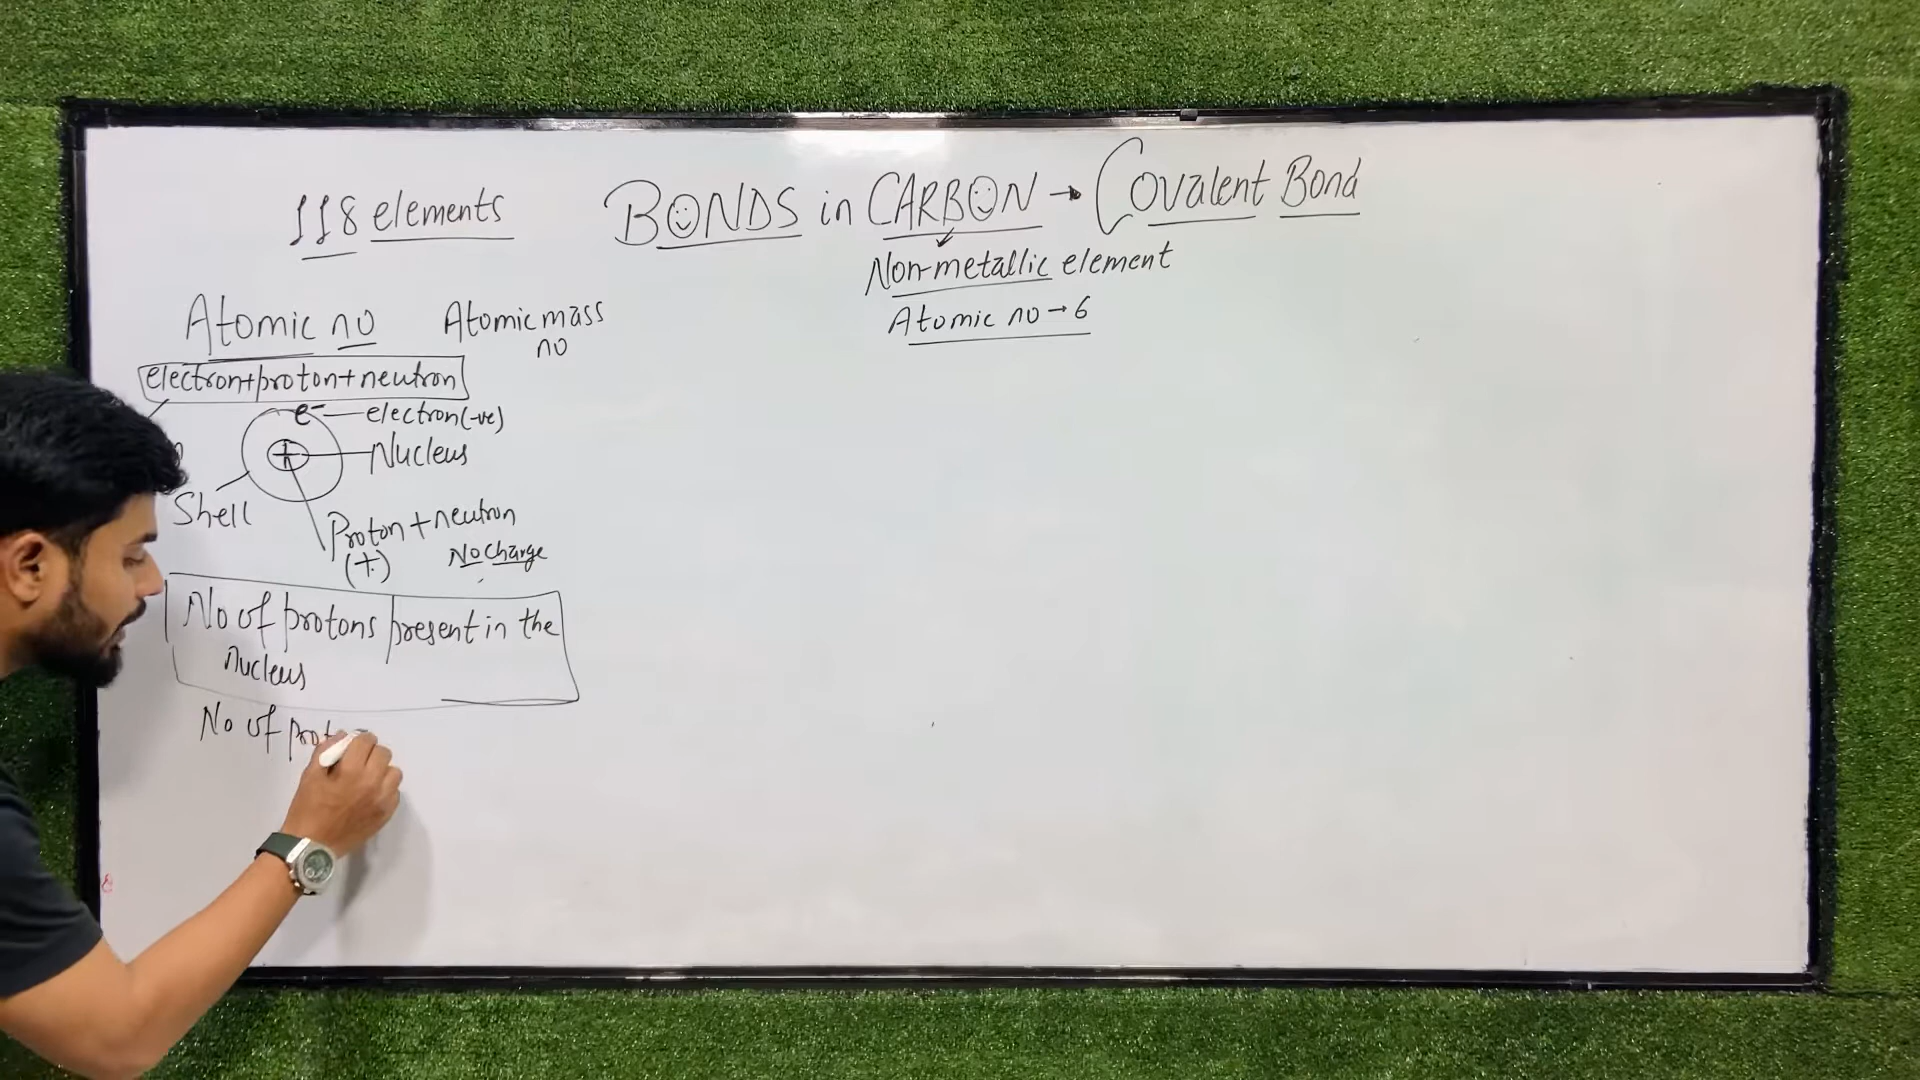 118 elements
BONDS in CARBON → Covalent Bond
Non-metallic element
Atomic no → 6
Atomic no
Atomic mass
no
electron+proton+neutron
e⁻
electron(-ve)
+
Nucleus
Shell
Proton + neutron
(+)
No charge
No of protons present in the
nucleus
No of prot